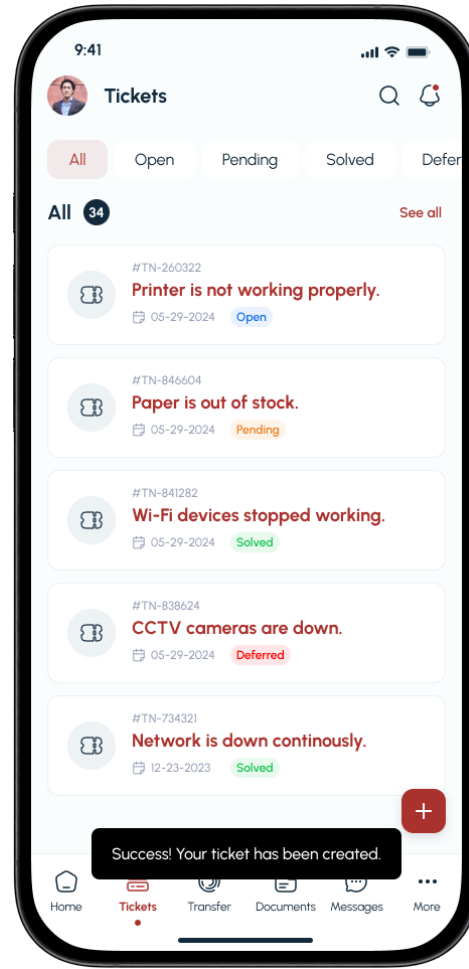 9:41
Tickets
All Open Pending Solved Defer
All 34 See all
#TN-260322
Printer is not working properly.
05-29-2024 Open
#TN-846604
Paper is out of stock.
05-29-2024 Pending
#TN-841282
Wi-Fi devices stopped working.
05-29-2024 Solved
#TN-838624
CCTV cameras are down.
05-29-2024 Deferred
#TN-734321
Network is down continously.
12-23-2023 Solved
+
Success! Your ticket has been created.
Home Tickets Transfer Documents Messages More